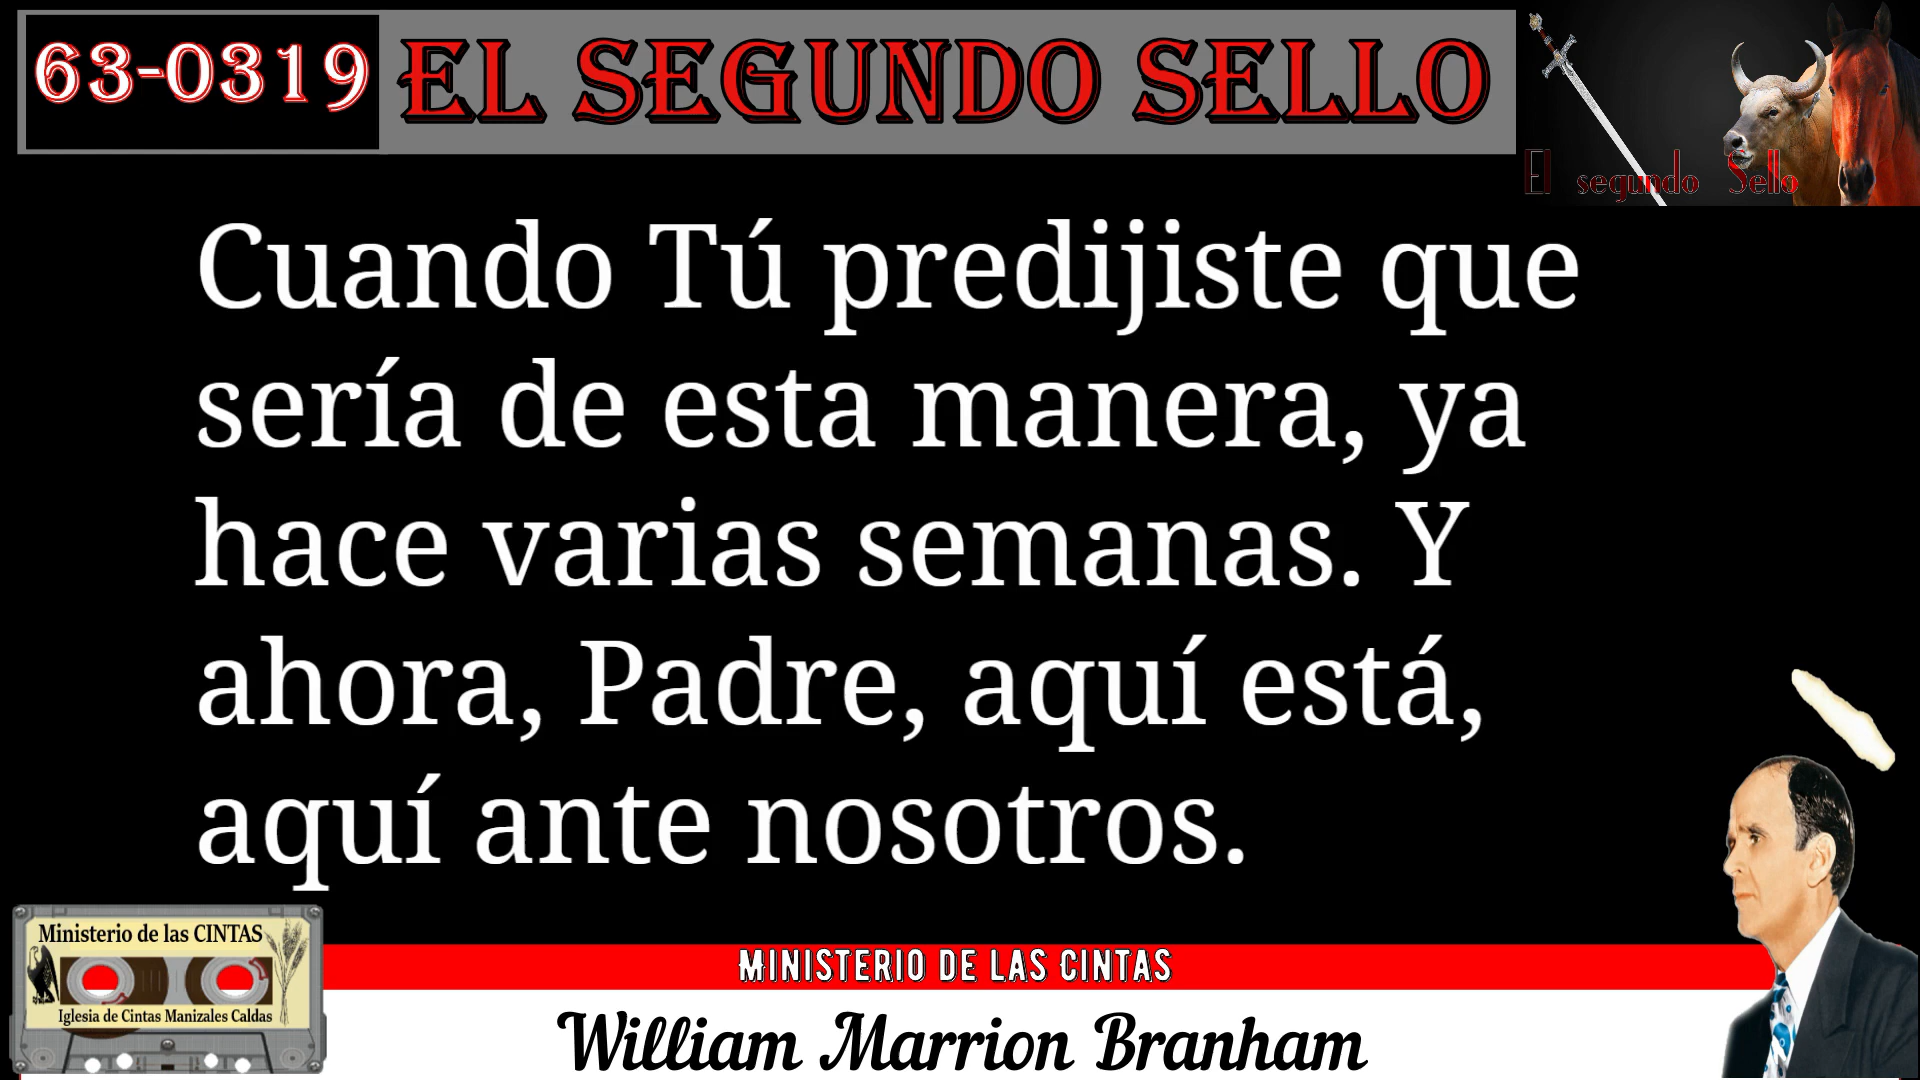 63-0319
EL SEGUNDO SELLO
El segundo Sello
Cuando Tú predijiste que
sería de esta manera, ya
hace varias semanas. Y
ahora, Padre, aquí está,
aquí ante nosotros.
Ministerio de las CINTAS
Iglesia de Cintas Manizales Caldas
MINISTERIO DE LAS CINTAS
William Marrion Branham